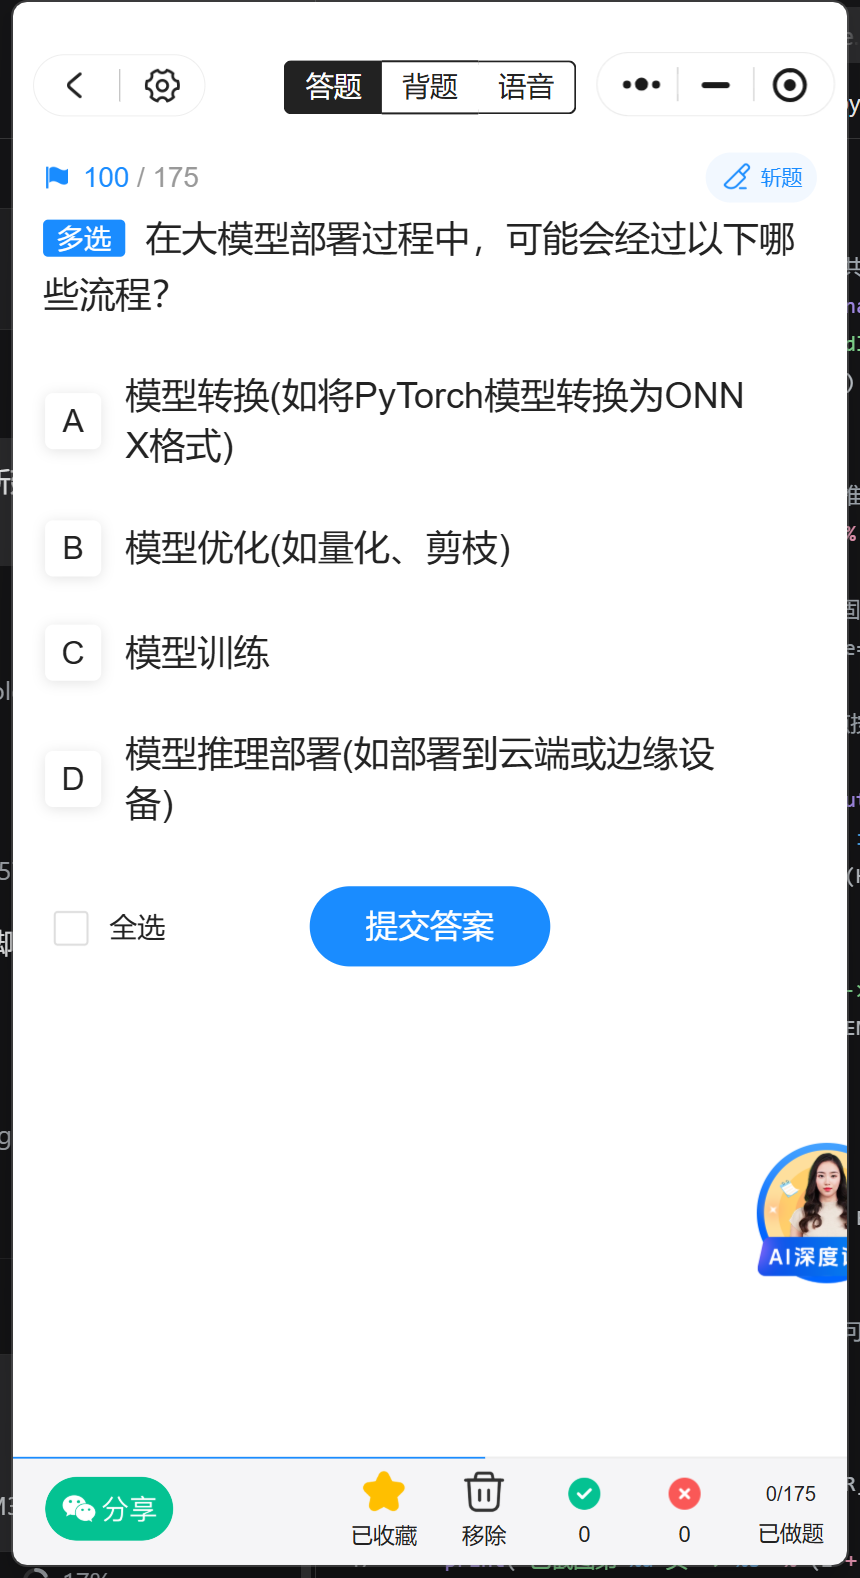 答题 背题 语音
100 / 175
斩题
多选 在大模型部署过程中，可能会经过以下哪
些流程？
A 模型转换(如将PyTorch模型转换为ONN
X格式)
B 模型优化(如量化、剪枝)
C 模型训练
D 模型推理部署(如部署到云端或边缘设
备)
全选 提交答案
AI深度
分享
已收藏
移除
0
0
0/175
已做题
17%